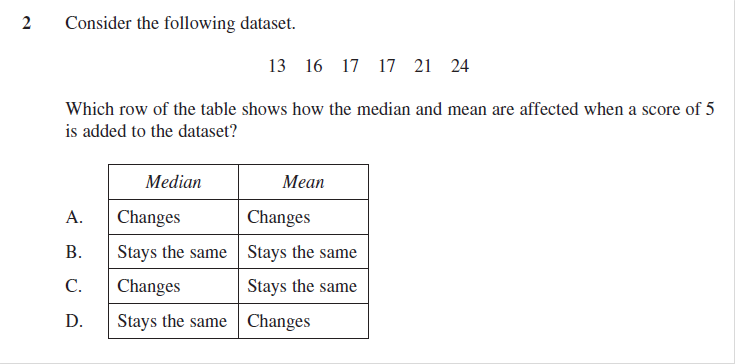 2 Consider the following dataset.
13 16 17 17 21 24
Which row of the table shows how the median and mean are affected when a score of 5
is added to the dataset?
Median Mean
A. Changes Changes
B. Stays the same Stays the same
C. Changes Stays the same
D. Stays the same Changes